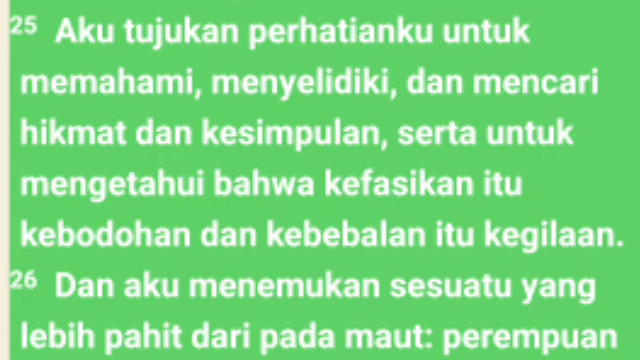 25 Aku tujukan perhatianku untuk
memahami, menyelidiki, dan mencari
hikmat dan kesimpulan, serta untuk
mengetahui bahwa kefasikan itu
kebodohan dan kebebalan itu kegilaan.
26 Dan aku menemukan sesuatu yang
lebih pahit dari pada maut: perempuan